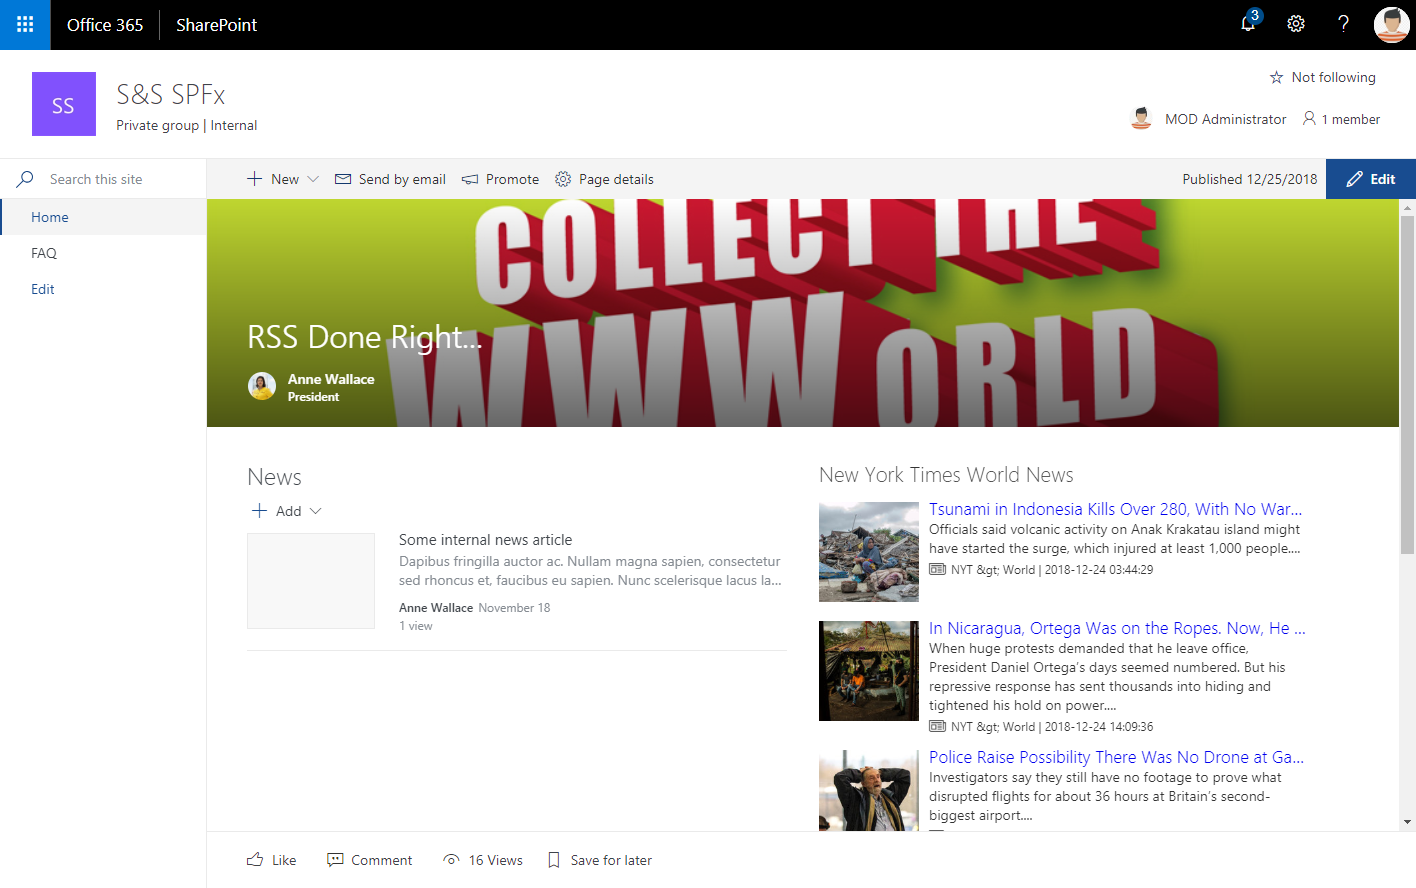 Office 365
SharePoint
3
SS
S&S SPFx
Private group | Internal
Not following
MOD Administrator
1 member
Search this site
New
Send by email
Promote
Page details
Published 12/25/2018
Edit
Home
FAQ
Edit
COLLECT THE
WWWORLD
RSS Done Right...
Anne Wallace
President
News
Add
Some internal news article
Dapibus fringilla auctor ac. Nullam magna sapien, consectetur
sed rhoncus et, faucibus eu sapien. Nunc scelerisque lacus la...
Anne Wallace November 18
1 view
New York Times World News
Tsunami in Indonesia Kills Over 280, With No War...
Officials said volcanic activity on Anak Krakatau island might
have started the surge, which injured at least 1,000 people....
NYT &gt; World | 2018-12-24 03:44:29
In Nicaragua, Ortega Was on the Ropes. Now, He ...
When huge protests demanded that he leave office,
President Daniel Ortega’s days seemed numbered. But his
repressive response has sent thousands into hiding and
tightened his hold on power....
NYT &gt; World | 2018-12-24 14:09:36
Police Raise Possibility There Was No Drone at Ga...
Investigators say they still have no footage to prove what
disrupted flights for about 36 hours at Britain’s second-
biggest airport....
Like
Comment
16 Views
Save for later